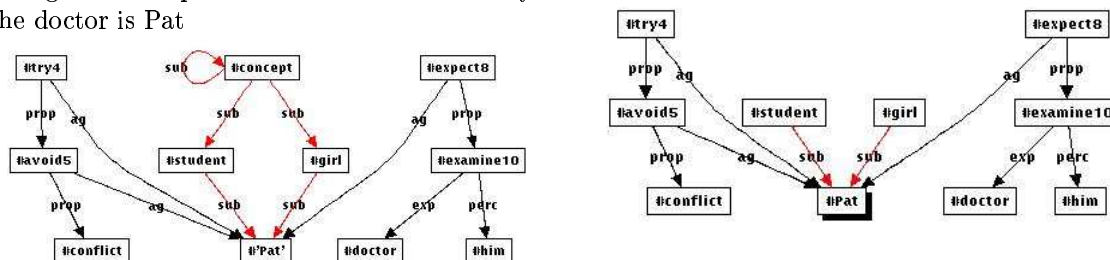 he doctor is Pat
#try4
sub
#concept
#expect8
prop
ag
sub
sub
ag
prop
#avoid5
#student
#girl
#examine10
prop
ag
sub
sub
exp
perc
#conflict
#'Pat'
#doctor
#him
#try4
#expect8
prop
ag
ag
prop
#avoid5
#student
#girl
#examine10
prop
ag
sub
sub
exp
perc
#conflict
#Pat
#doctor
#him